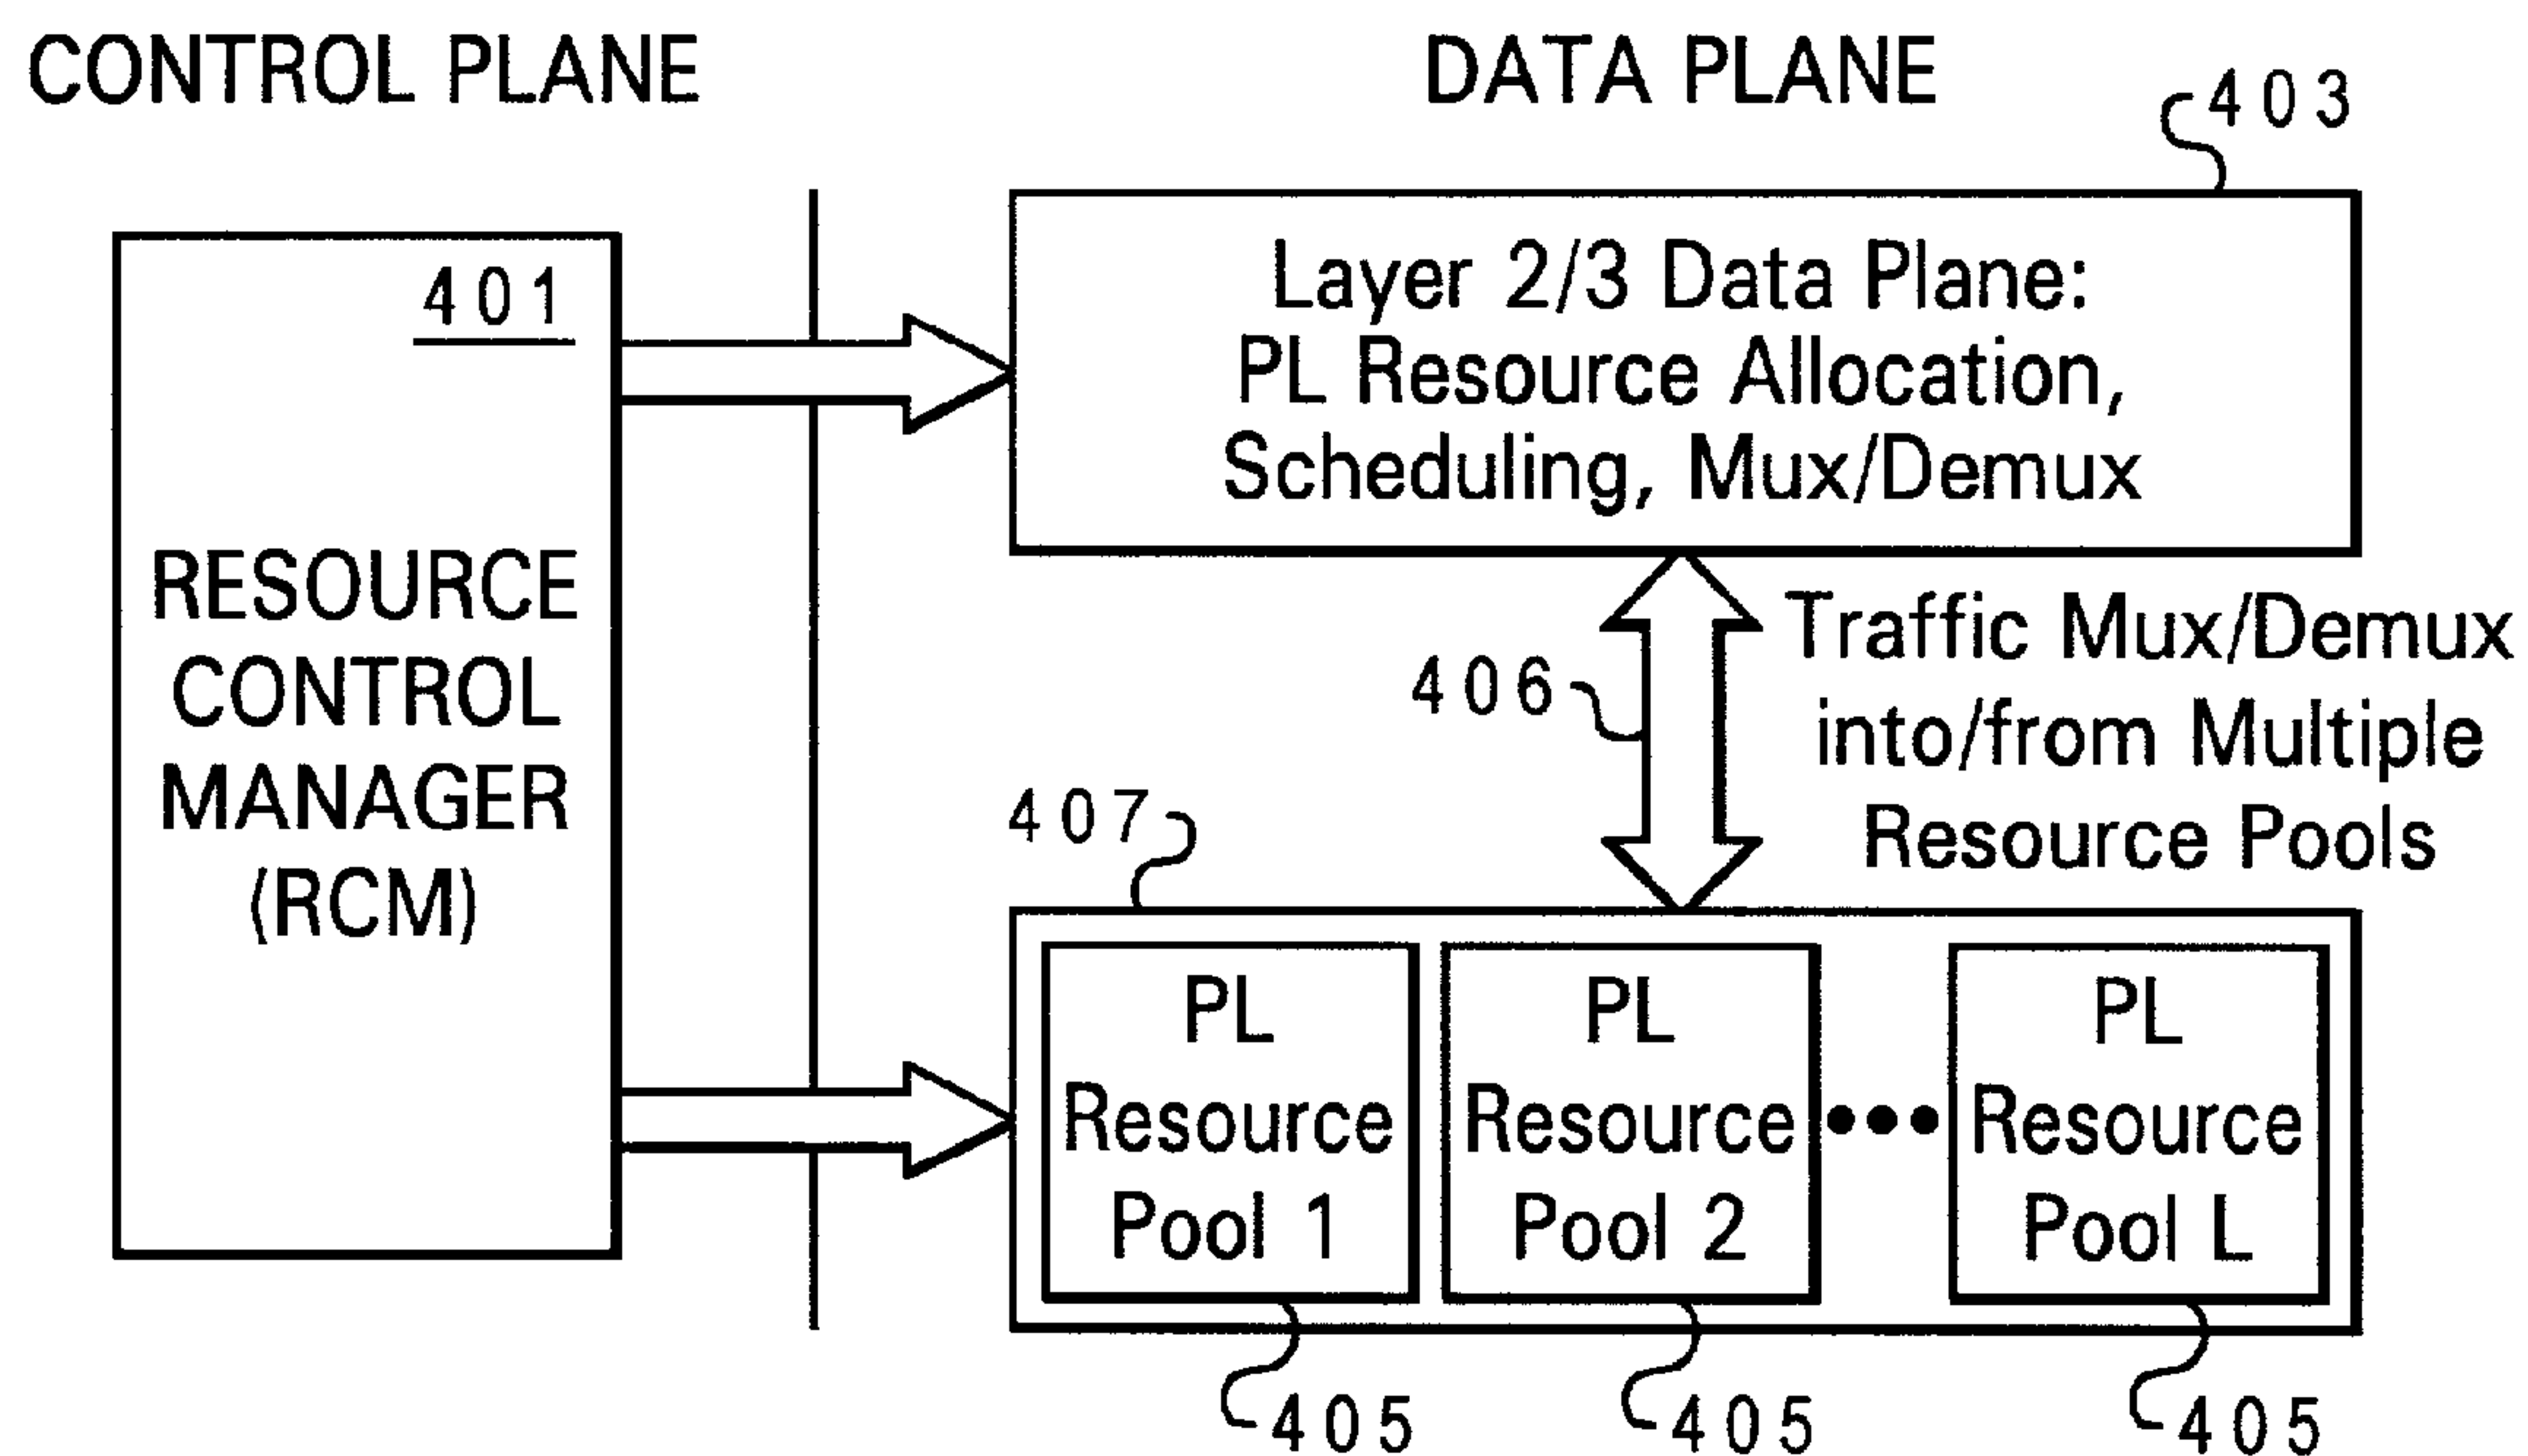 CONTROL PLANE
DATA PLANE
403
401
RESOURCE
CONTROL
MANAGER
(RCM)
Layer 2/3 Data Plane:
PL Resource Allocation,
Scheduling, Mux/Demux
406
Traffic Mux/Demux
into/from Multiple
Resource Pools
407
PL
Resource
Pool 1
PL
Resource
Pool 2
•••
PL
Resource
Pool L
405
405
405